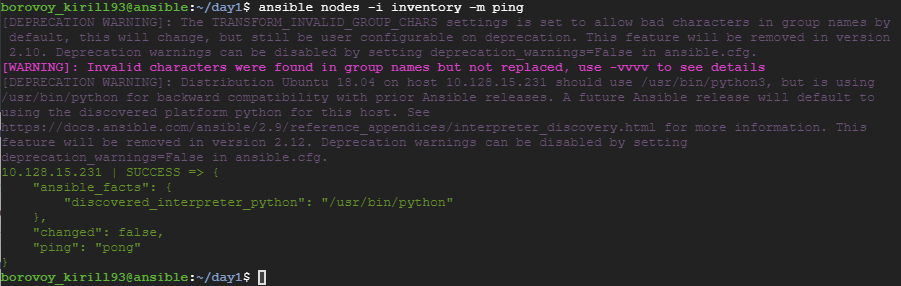 borovoy_kirill93@ansible:~/day1$ ansible nodes -i inventory -m ping
[DEPRECATION WARNING]: The TRANSFORM_INVALID_GROUP_CHARS settings is set to allow bad characters in group names by
 default, this will change, but still be user configurable on deprecation. This feature will be removed in version
 2.10. Deprecation warnings can be disabled by setting deprecation_warnings=False in ansible.cfg.
[WARNING]: Invalid characters were found in group names but not replaced, use -vvvv to see details
[DEPRECATION WARNING]: Distribution Ubuntu 18.04 on host 10.128.15.231 should use /usr/bin/python3, but is using
/usr/bin/python for backward compatibility with prior Ansible releases. A future Ansible release will default to
using the discovered platform python for this host. See
https://docs.ansible.com/ansible/2.9/reference_appendices/interpreter_discovery.html for more information. This
feature will be removed in version 2.12. Deprecation warnings can be disabled by setting
deprecation_warnings=False in ansible.cfg.
10.128.15.231 | SUCCESS => {
    "ansible_facts": {
        "discovered_interpreter_python": "/usr/bin/python"
    },
    "changed": false,
    "ping": "pong"
}
borovoy_kirill93@ansible:~/day1$